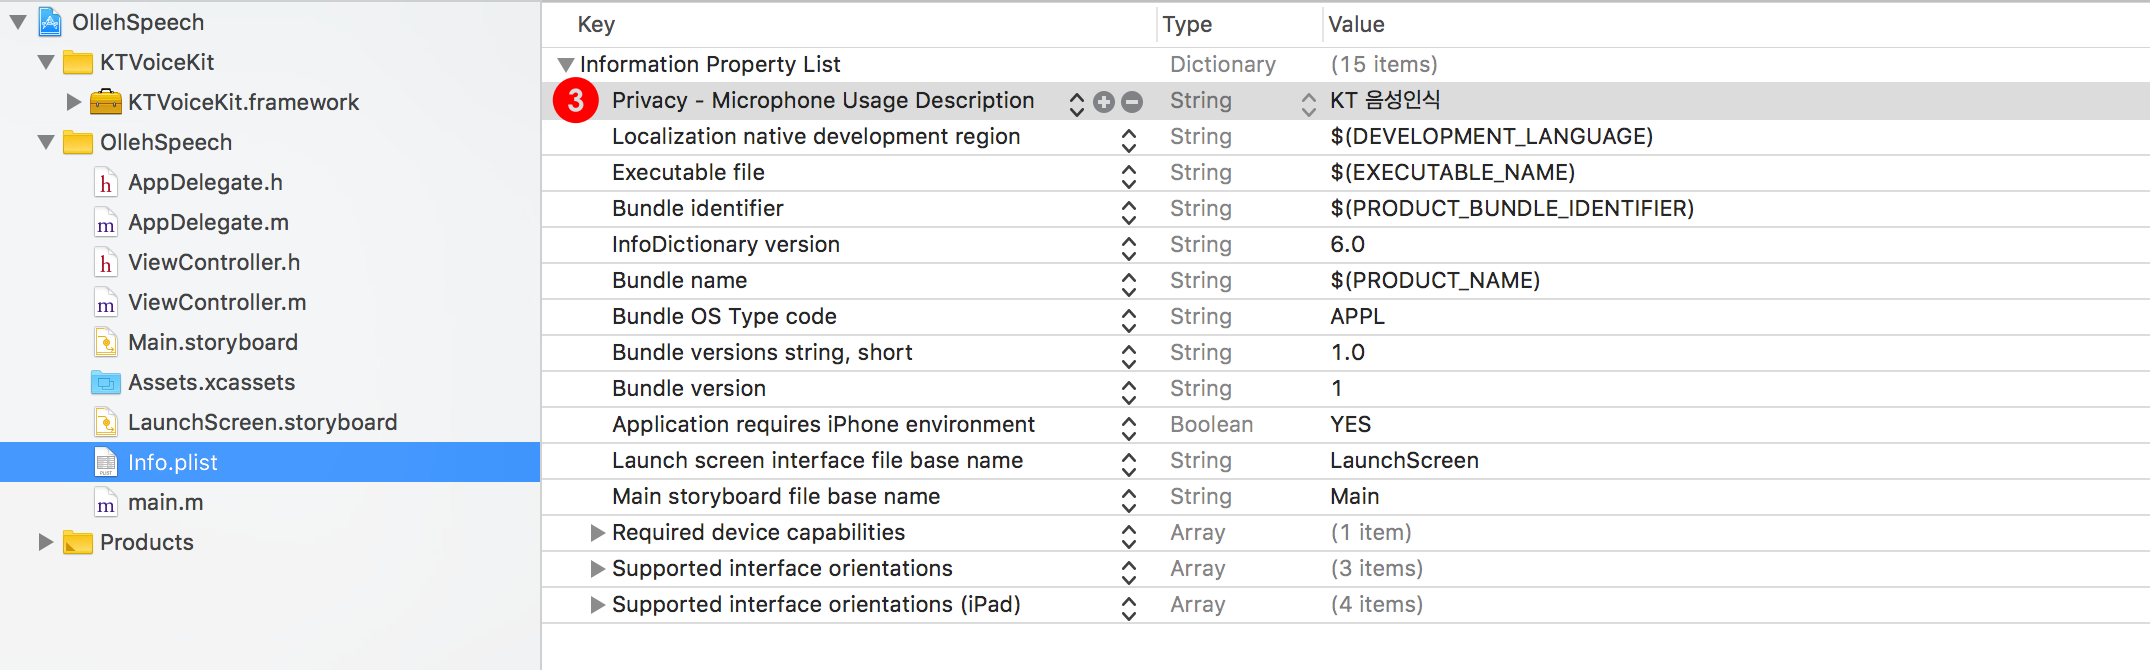 OllehSpeech
KTVoiceKit
KTVoiceKit.framework
OllehSpeech
h AppDelegate.h
m AppDelegate.m
h ViewController.h
m ViewController.m
Main.storyboard
Assets.xcassets
LaunchScreen.storyboard
PLIST Info.plist
m main.m
Products
Key Type Value
Information Property List Dictionary (15 items)
3 Privacy - Microphone Usage Description String KT 음성인식
Localization native development region String $(DEVELOPMENT_LANGUAGE)
Executable file String $(EXECUTABLE_NAME)
Bundle identifier String $(PRODUCT_BUNDLE_IDENTIFIER)
InfoDictionary version String 6.0
Bundle name String $(PRODUCT_NAME)
Bundle OS Type code String APPL
Bundle versions string, short String 1.0
Bundle version String 1
Application requires iPhone environment Boolean YES
Launch screen interface file base name String LaunchScreen
Main storyboard file base name String Main
Required device capabilities Array (1 item)
Supported interface orientations Array (3 items)
Supported interface orientations (iPad) Array (4 items)